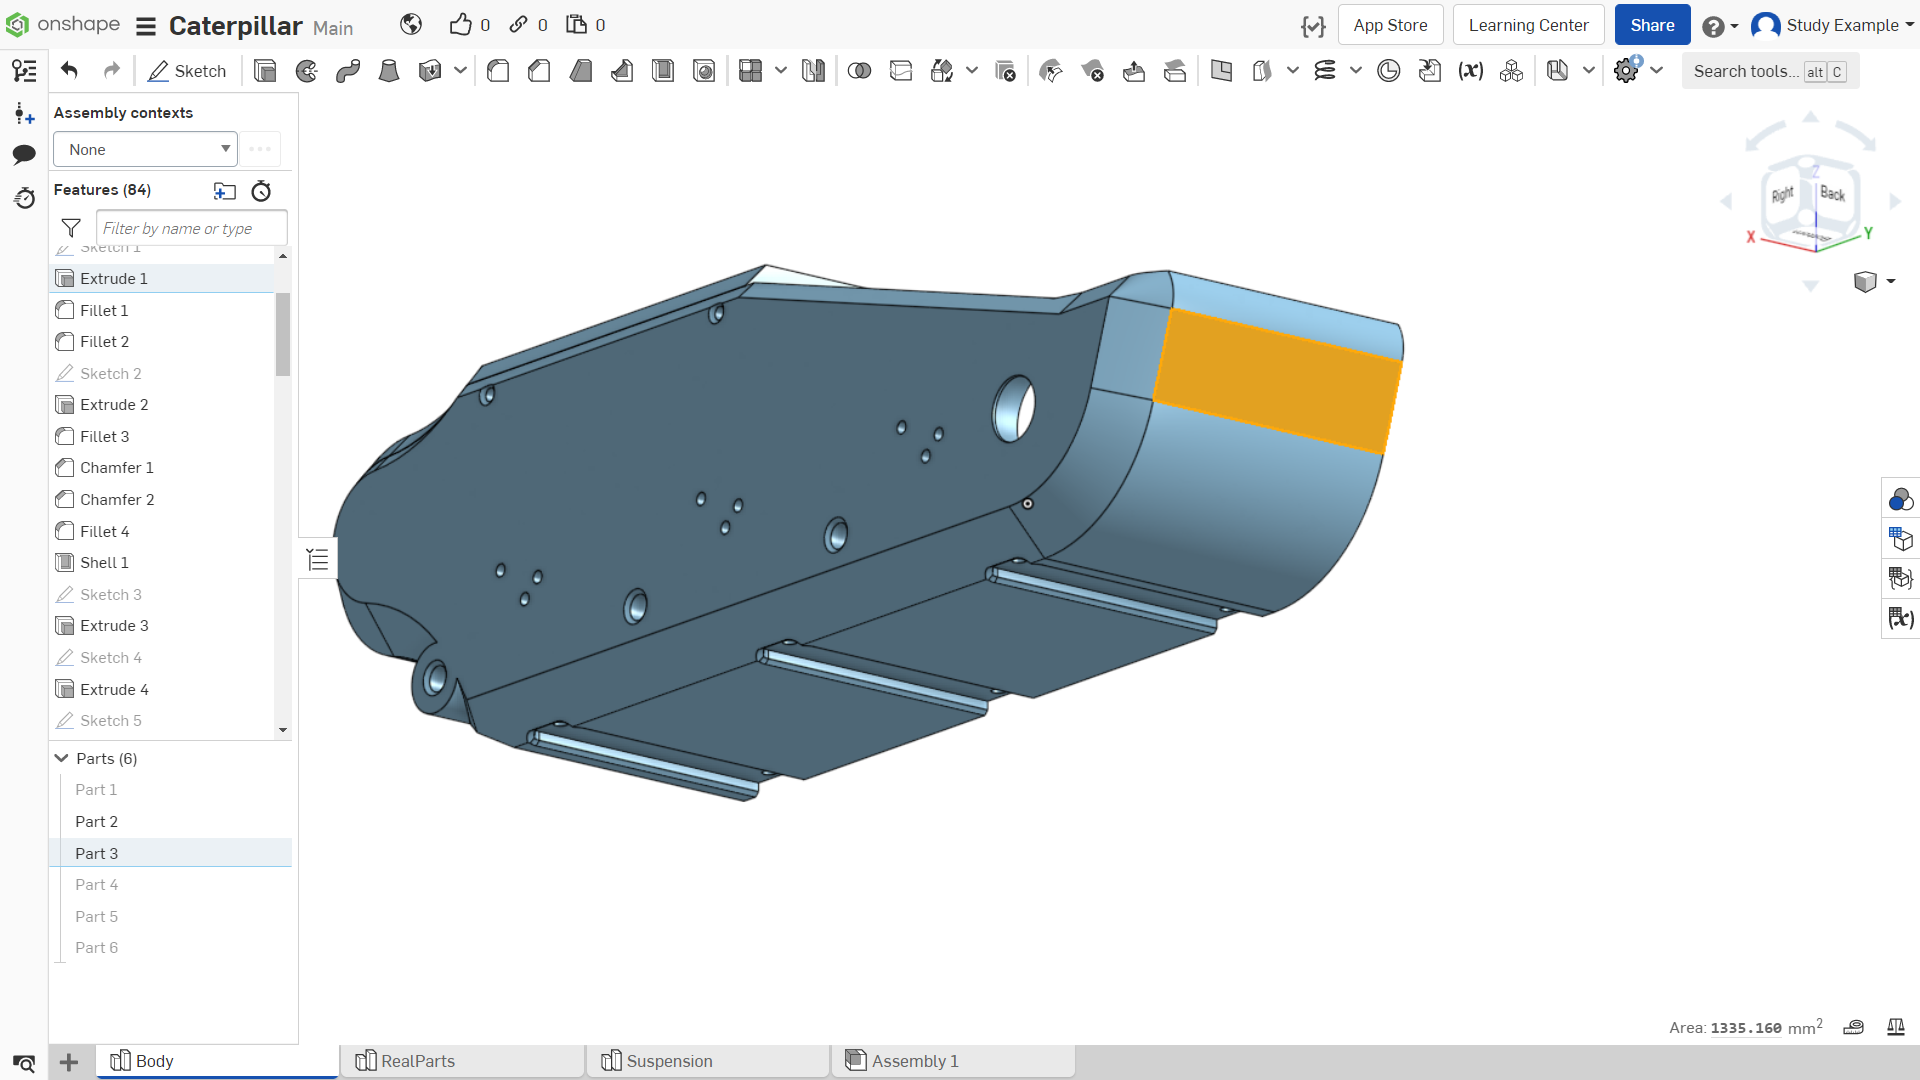 onshape Caterpillar Main 0 0 0 App Store Learning Center Share Study Example
Sketch Search tools... alt C
Assembly contexts
None
Features (84)
Filter by name or type
Sketch 1
Extrude 1
Fillet 1
Fillet 2
Sketch 2
Extrude 2
Fillet 3
Chamfer 1
Chamfer 2
Fillet 4
Shell 1
Sketch 3
Extrude 3
Sketch 4
Extrude 4
Sketch 5
Parts (6)
Part 1
Part 2
Part 3
Part 4
Part 5
Part 6
Z
Right Back
Bottom
X Y
Area: 1335.160 mm²
Body RealParts Suspension Assembly 1